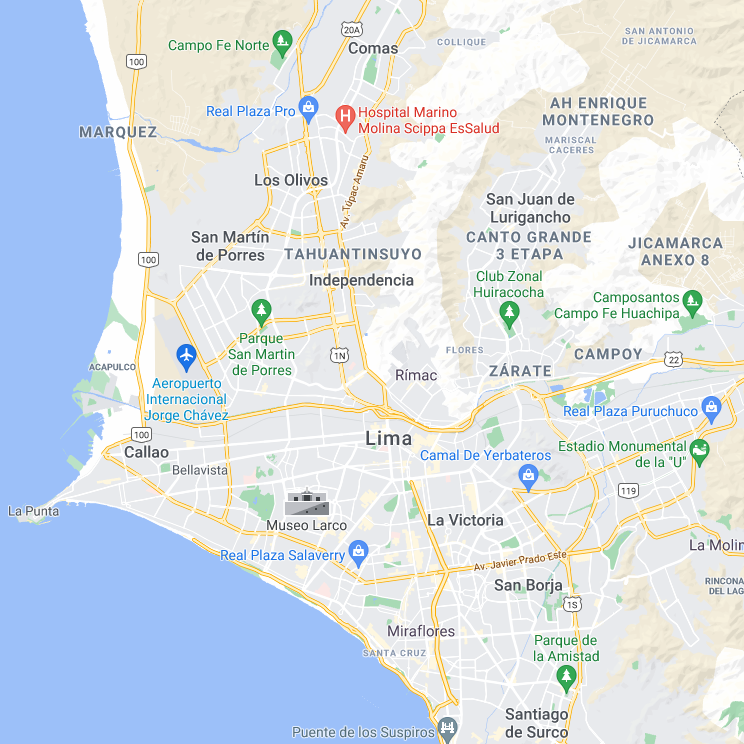 20A
Campo Fe Norte
Comas
COLLIQUE
SAN ANTONIO
DE JICAMARCA
100
Real Plaza Pro
Hospital Marino
Molina Scippa EsSalud
AH ENRIQUE
MONTENEGRO
MARQUEZ
MARISCAL
CACERES
Av. Túpac Amaru
Los Olivos
San Juan de
Lurigancho
San Martín
de Porres
CANTO GRANDE
3 ETAPA
JICAMARCA
ANEXO 8
TAHUANTINSUYO
100
Independencia
Club Zonal
Huiracocha
Camposantos
Campo Fe Huachipa
Parque
San Martin
de Porres
1N
FLORES
CAMPOY
22
ACAPULCO
Rímac
ZÁRATE
Aeropuerto
Internacional
Jorge Chávez
Real Plaza Puruchuco
100
Lima
Callao
Estadio Monumental
de la "U"
Camal De Yerbateros
Bellavista
119
La Punta
Museo Larco
La Victoria
La Molin
Real Plaza Salaverry
Av. Javier Prado Este
San Borja
RINCONA
DEL LAG
1S
Miraflores
Parque de
la Amistad
SANTA CRUZ
Santiago
de Surco
Puente de los Suspiros